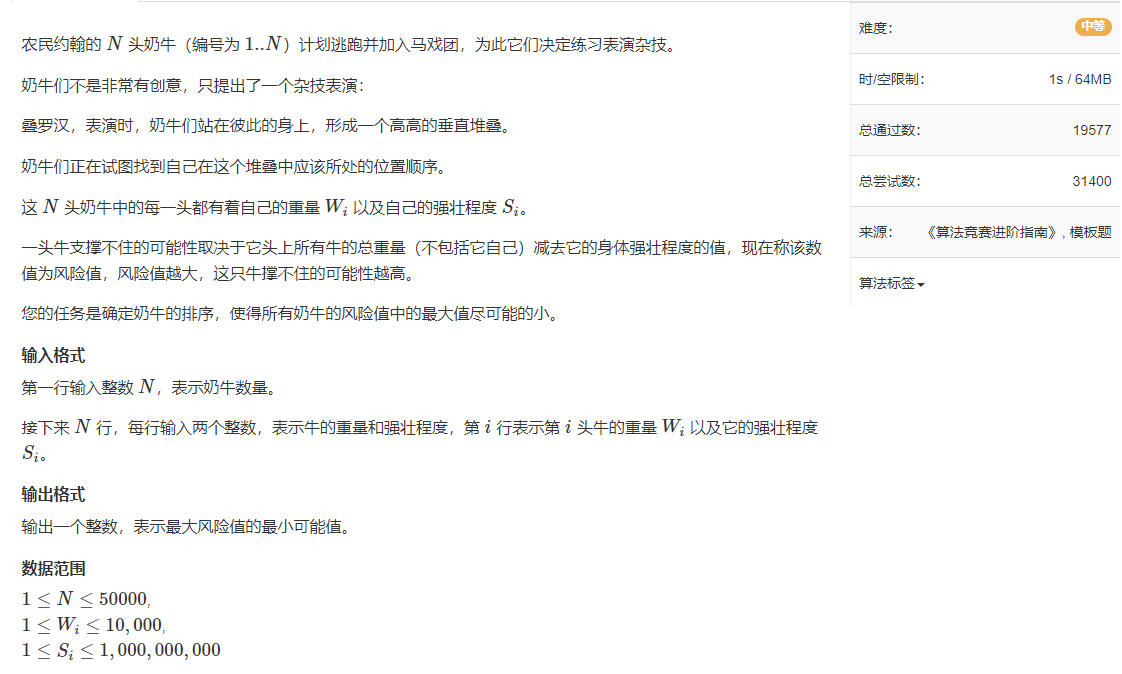 农民约翰的 N 头奶牛（编号为 1..N）计划逃跑并加入马戏团，为此它们决定练习表演杂技。
奶牛们不是非常有创意，只提出了一个杂技表演：
叠罗汉，表演时，奶牛们站在彼此的身上，形成一个高高的垂直堆叠。
奶牛们正在试图找到自己在这个堆叠中应该所处的位置顺序。
这 N 头奶牛中的每一头都有着自己的重量 Wi 以及自己的强壮程度 Si。
一头牛支撑不住的可能性取决于它头上所有牛的总重量（不包括它自己）减去它的身体强壮程度的值，现在称该数
值为风险值，风险值越大，这只牛撑不住的可能性越高。
您的任务是确定奶牛的排序，使得所有奶牛的风险值中的最大值尽可能的小。
输入格式
第一行输入整数 N，表示奶牛数量。
接下来 N 行，每行输入两个整数，表示牛的重量和强壮程度，第 i 行表示第 i 头牛的重量 Wi 以及它的强壮程度
Si。
输出格式
输出一个整数，表示最大风险值的最小可能值。
数据范围
1 ≤ N ≤ 50000,
1 ≤ Wi ≤ 10,000,
1 ≤ Si ≤ 1,000,000,000
难度： 中等
时/空限制： 1s / 64MB
总通过数： 19577
总尝试数： 31400
来源： 《算法竞赛进阶指南》, 模板题
算法标签